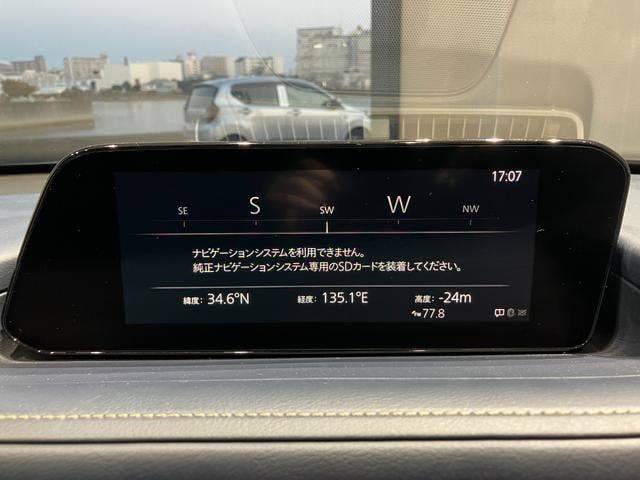 17:07
SE S SW W NW
ナビゲーションシステムを利用できません。
純正ナビゲーションシステム専用のSDカードを装着してください。
緯度: 34.6°N 経度: 135.1°E 高度: -24m
77.8